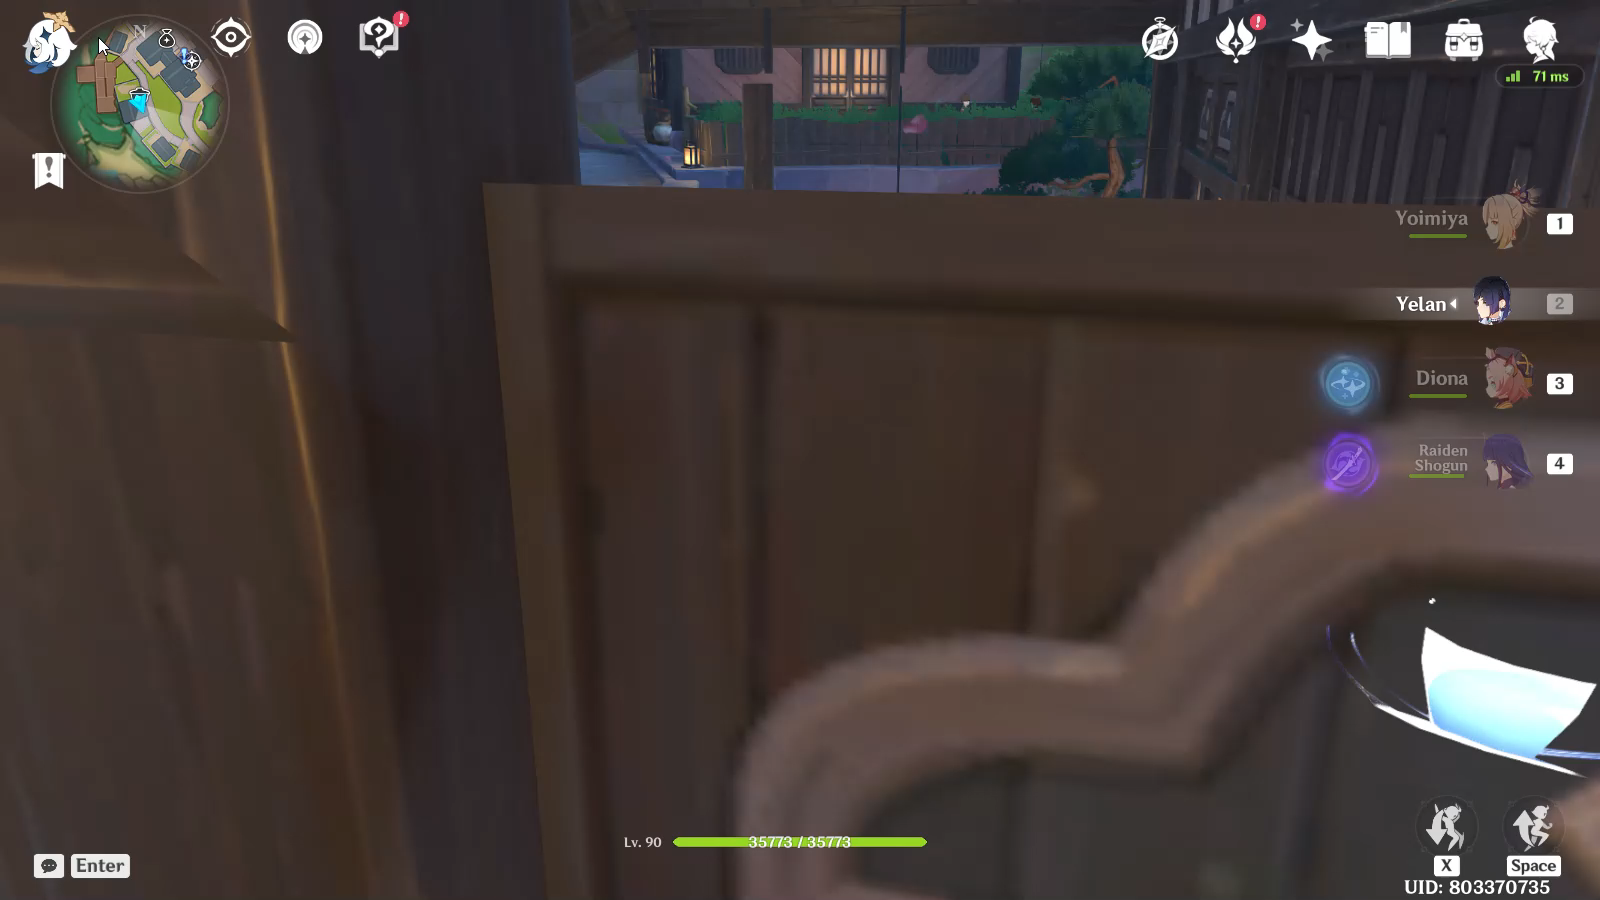 N
71 ms
Yoimiya
1
Yelan
2
Diona
3
Raiden
Shogun
4
Lv. 90
35773 / 35773
Enter
X
Space
UID: 803370735